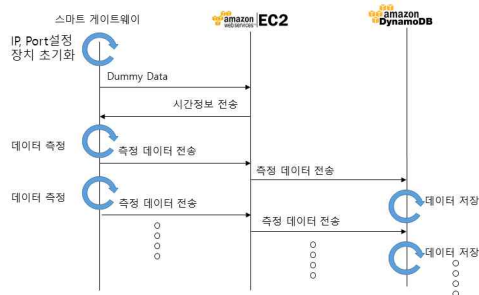 스마트 게이트웨이
amazon
webservices
EC2
amazon
DynamoDB
IP, Port설정
장치 초기화
Dummy Data
시간정보 전송
데이터 측정
측정 데이터 전송
측정 데이터 전송
데이터 측정
측정 데이터 전송
데이터 저장
측정 데이터 전송
데이터 저장